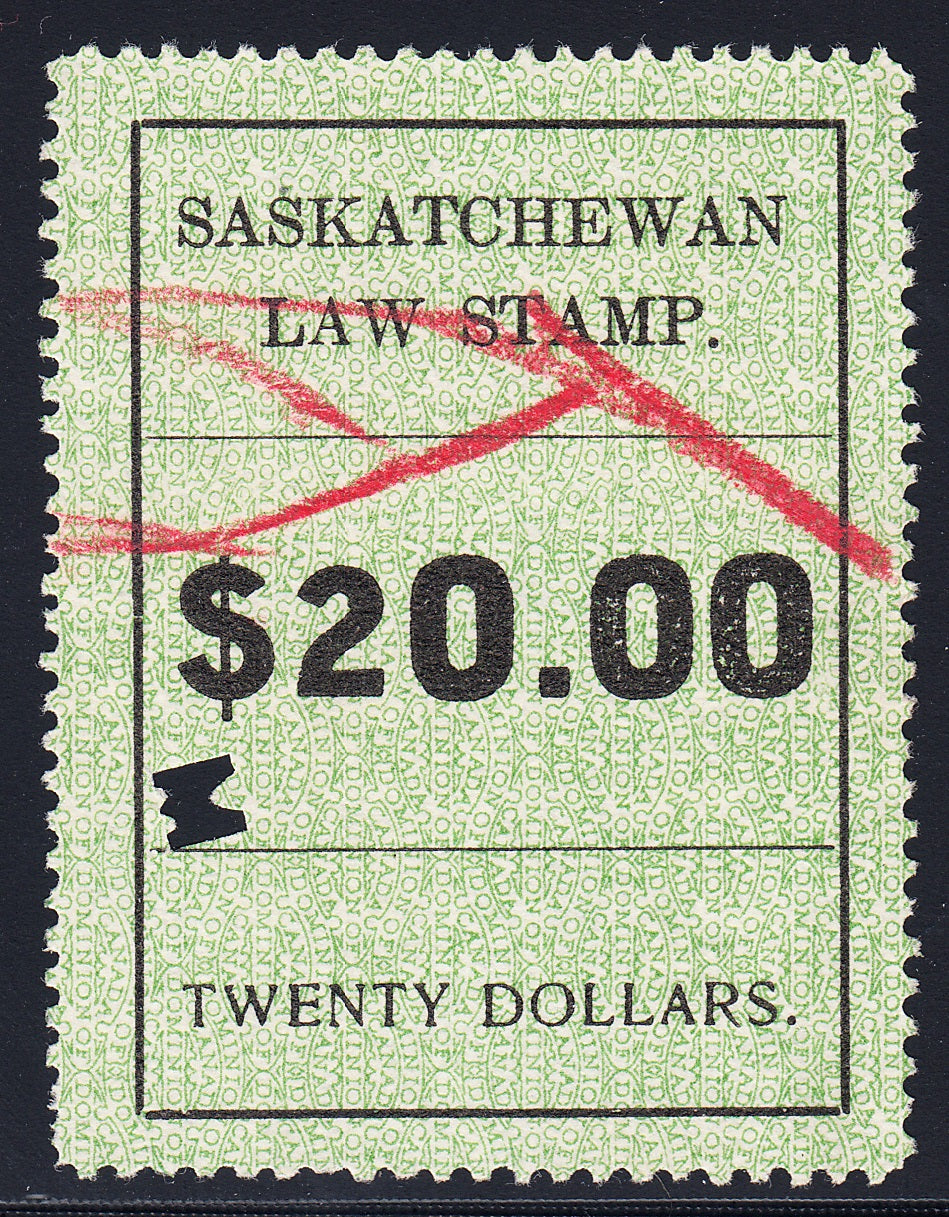 SASKATCHEWAN
LAW STAMP.
$20.00
TWENTY DOLLARS.